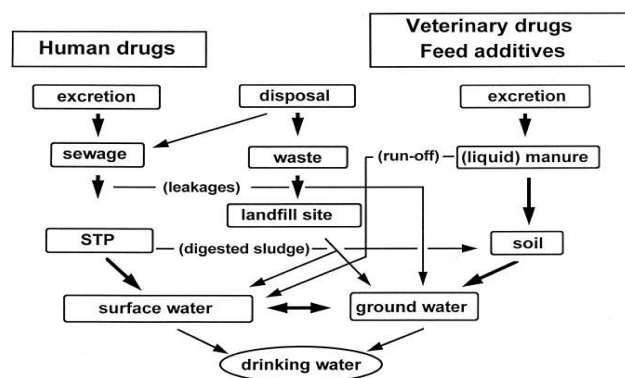 Human drugs
Veterinary drugs
Feed additives
excretion
disposal
excretion
sewage
waste
(run-off)
(liquid) manure
(leakages)
landfill site
STP
(digested sludge)
soil
surface water
ground water
drinking water